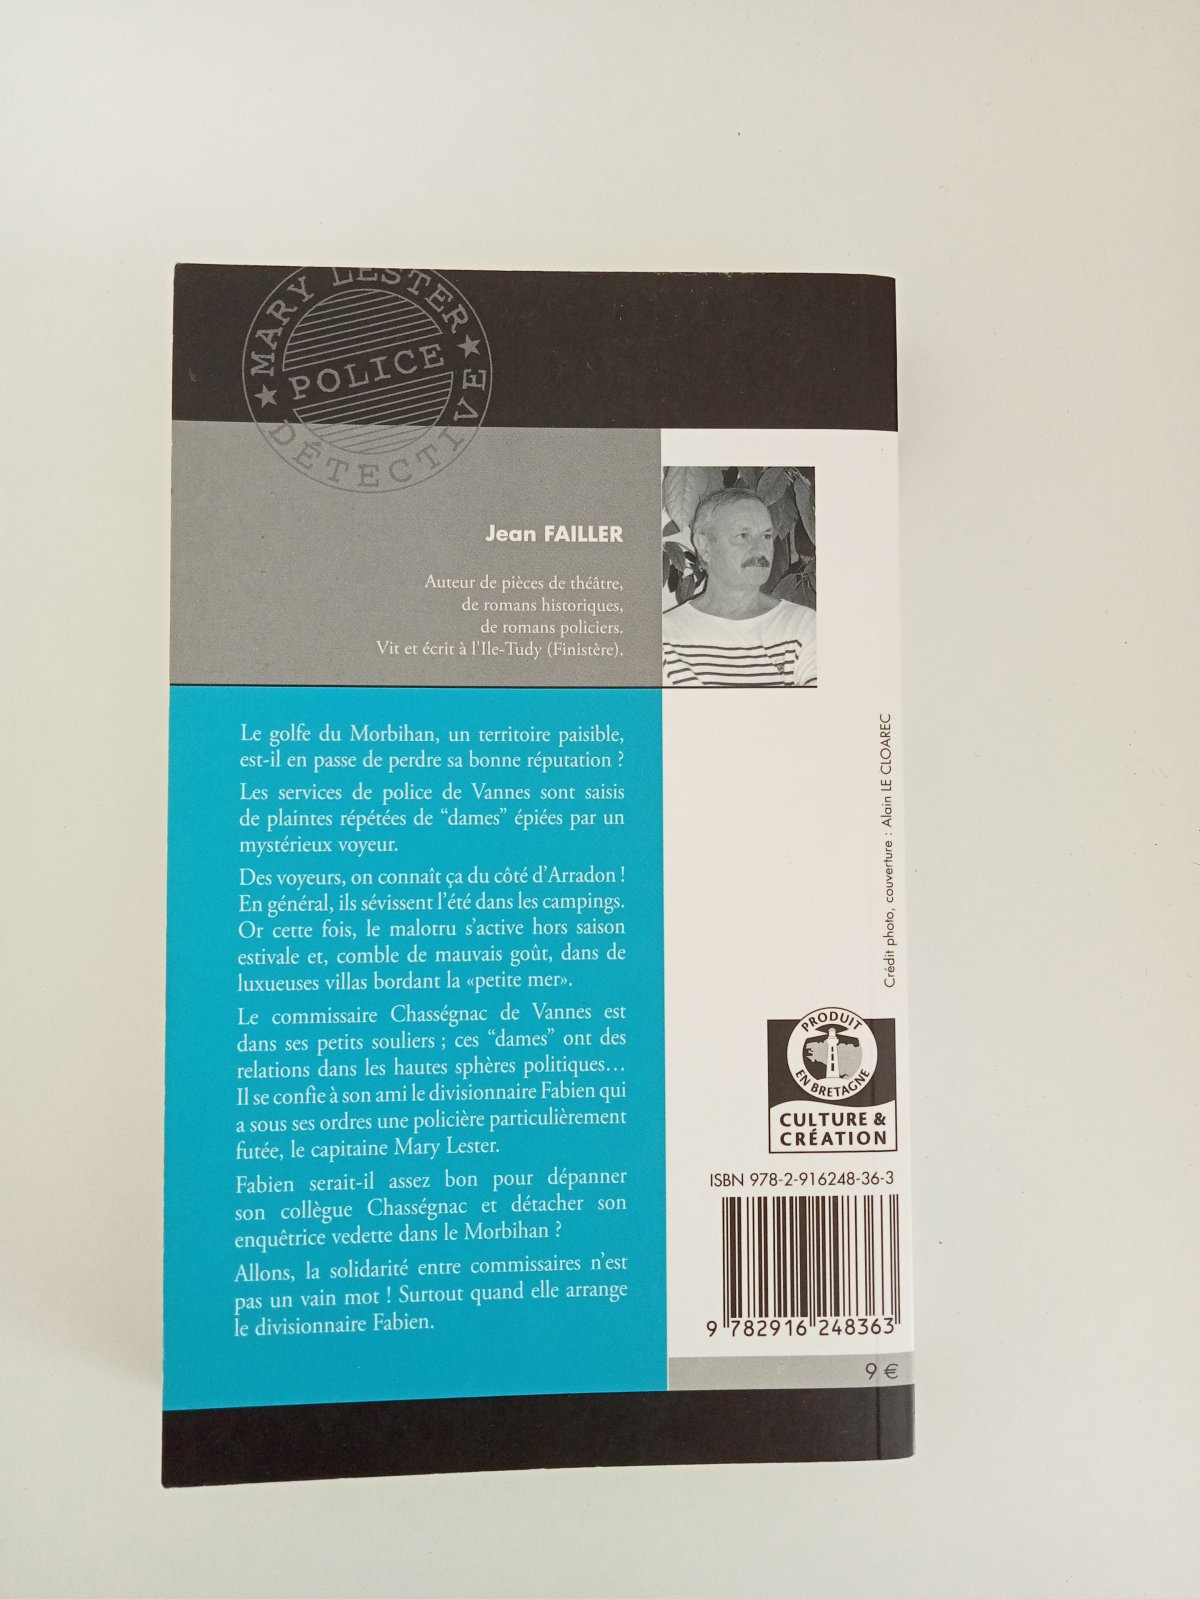 MARY LESTER
POLICE
DÉTECTIVE
Jean FAILLER
Auteur de pièces de théâtre,
de romans historiques,
de romans policiers.
Vit et écrit à l'Ile-Tudy (Finistère).
Le golfe du Morbihan, un territoire paisible,
est-il en passe de perdre sa bonne réputation ?
Les services de police de Vannes sont saisis
de plaintes répétées de “dames” épiées par un
mystérieux voyeur.
Des voyeurs, on connaît ça du côté d’Arradon !
En général, ils sévissent l’été dans les campings.
Or cette fois, le malotru s’active hors saison
estivale et, comble de mauvais goût, dans de
luxueuses villas bordant la «petite mer».
Le commissaire Chasségnac de Vannes est
dans ses petits souliers ; ces “dames” ont des
relations dans les hautes sphères politiques…
Il se confie à son ami le divisionnaire Fabien qui
a sous ses ordres une policière particulièrement
futée, le capitaine Mary Lester.
Fabien serait-il assez bon pour dépanner
son collègue Chasségnac et détacher son
enquêtrice vedette dans le Morbihan ?
Allons, la solidarité entre commissaires n’est
pas un vain mot ! Surtout quand elle arrange
le divisionnaire Fabien.
Crédit photo, couverture : Alain LE CLOAREC
PRODUIT
EN BRETAGNE
CULTURE &
CRÉATION
ISBN 978-2-916248-36-3
9 782916 248363
9 €